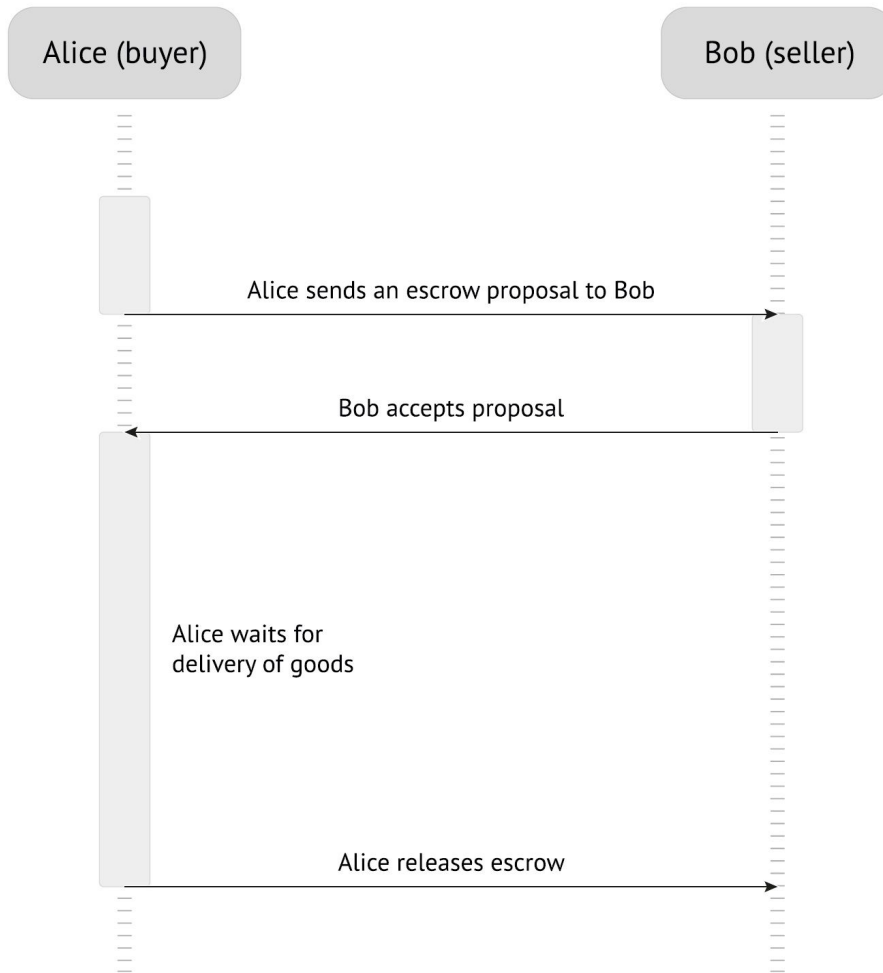 Alice (buyer)
Bob (seller)
Alice sends an escrow proposal to Bob
Bob accepts proposal
Alice waits for
delivery of goods
Alice releases escrow